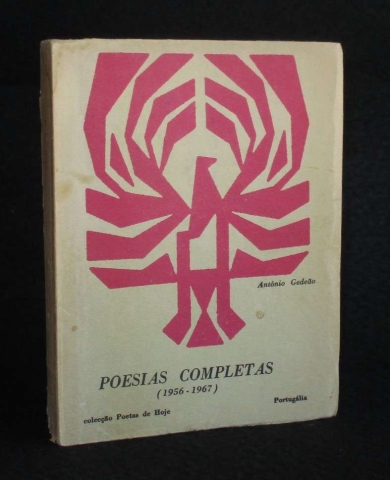 António Gedeão
POESIAS COMPLETAS
(1956-1967)
colecção Poetas de Hoje
Portugália